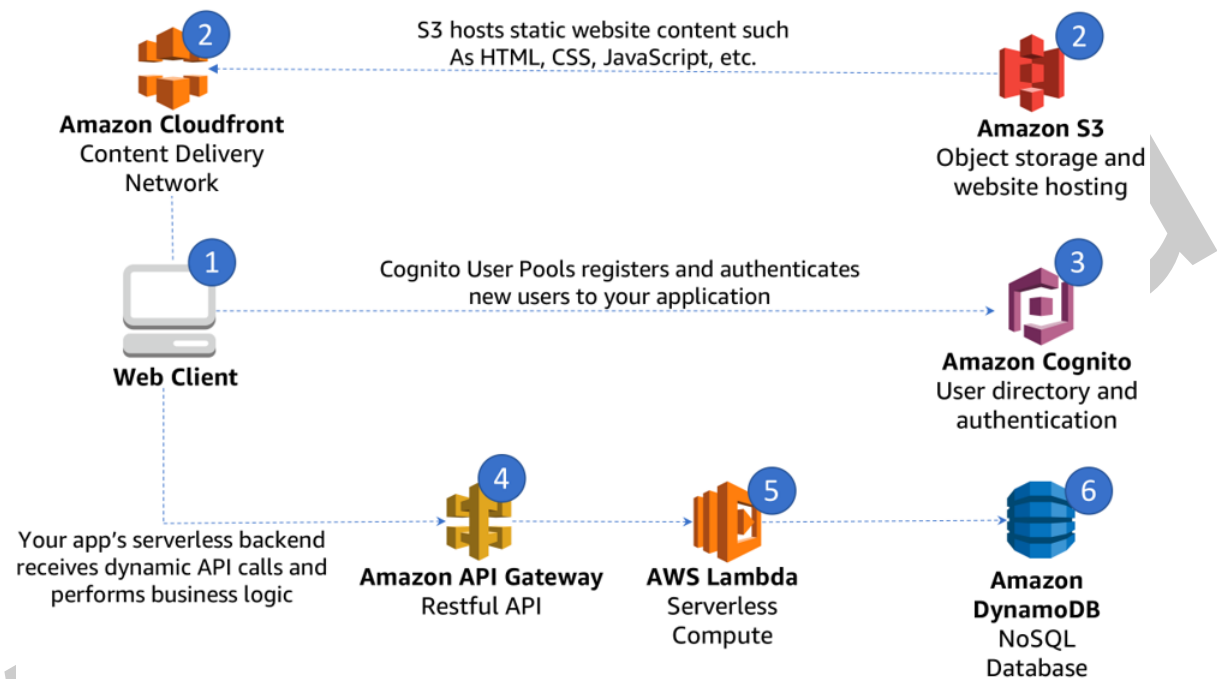 2
S3 hosts static website content such
As HTML, CSS, JavaScript, etc.
2
Amazon Cloudfront
Content Delivery
Network
Amazon S3
Object storage and
website hosting
1
Cognito User Pools registers and authenticates
new users to your application
3
Web Client
Amazon Cognito
User directory and
authentication
4
5
6
Your app's serverless backend
receives dynamic API calls and
performs business logic
Amazon API Gateway
Restful API
AWS Lambda
Serverless
Compute
Amazon
DynamoDB
NoSQL
Database